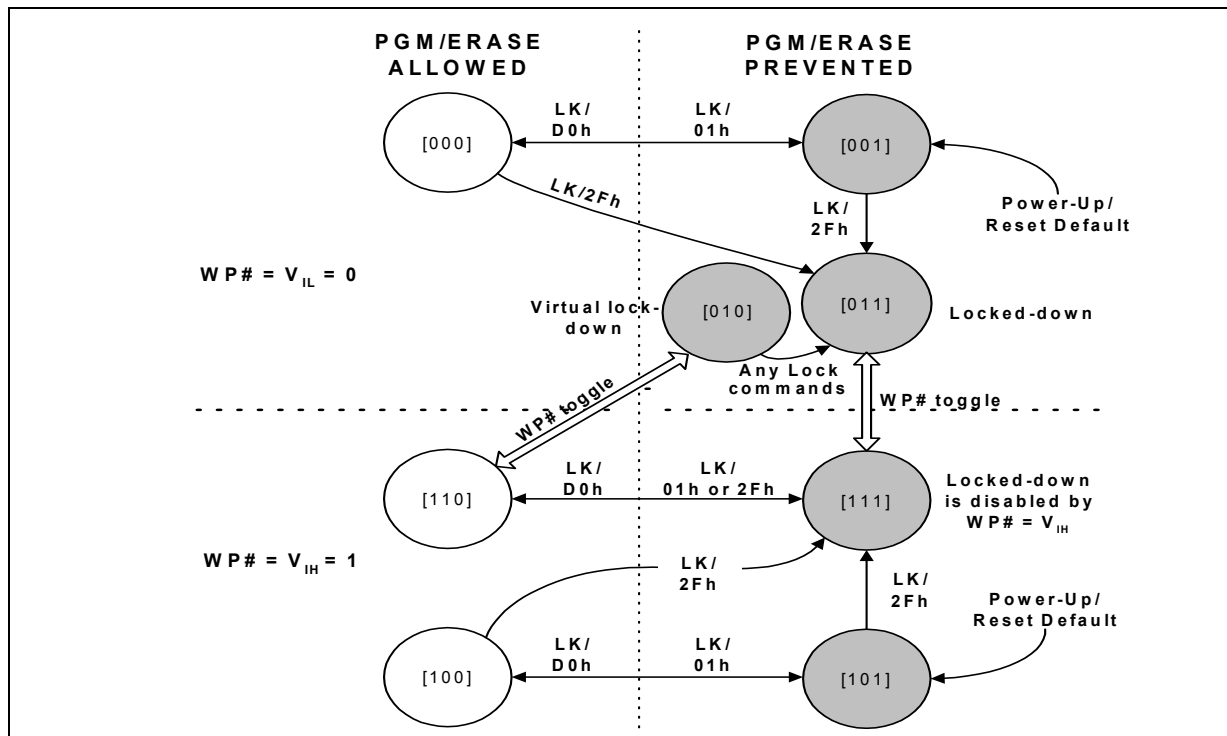 PGM/ERASE
ALLOWED
PGM/ERASE
PREVENTED
LK/
D0h
LK/
01h
[000]
[001]
LK/2Fh
LK/
2Fh
Power-Up/
Reset Default
WP# = VIL = 0
Virtual lock-
down
[010]
[011]
Locked-down
Any Lock
commands
WP# toggle
WP# toggle
LK/
D0h
LK/
01h or 2Fh
[110]
[111]
Locked-down
is disabled by
WP# = VIH
WP# = VIH = 1
LK/
2Fh
LK/
2Fh
Power-Up/
Reset Default
LK/
D0h
LK/
01h
[100]
[101]